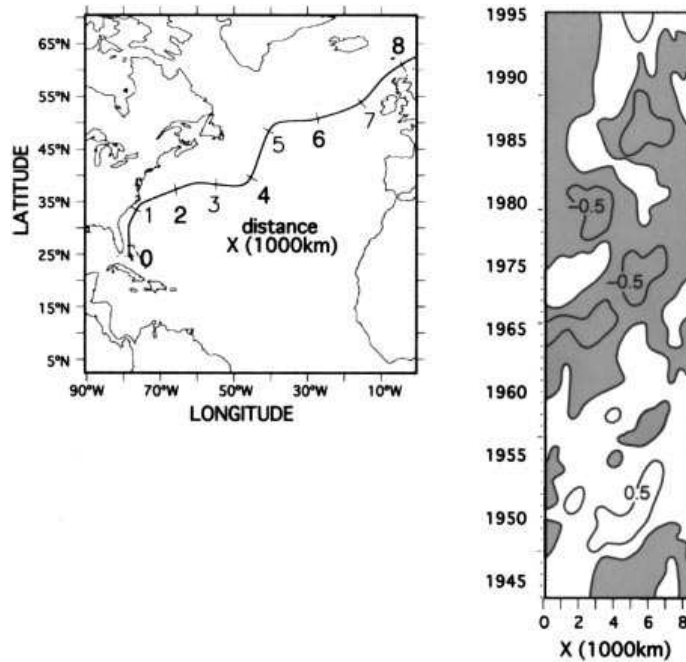 65°N
55°N
45°N
35°N
25°N
15°N
5°N
LATITUDE
8
7
6
5
4
3
2
1
0
distance
X (1000km)
90°W
70°W
50°W
30°W
10°W
LONGITUDE
1995
1990
1985
1980
1975
1965
1960
1955
1950
1945
-0.5
-0.5
0.5
0 2 4 6 8
X (1000km)